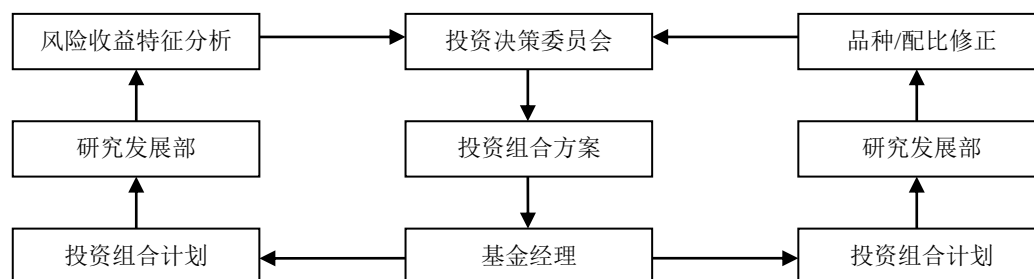 风险收益特征分析
投资决策委员会
品种/配比修正
研究发展部
投资组合方案
研究发展部
投资组合计划
基金经理
投资组合计划